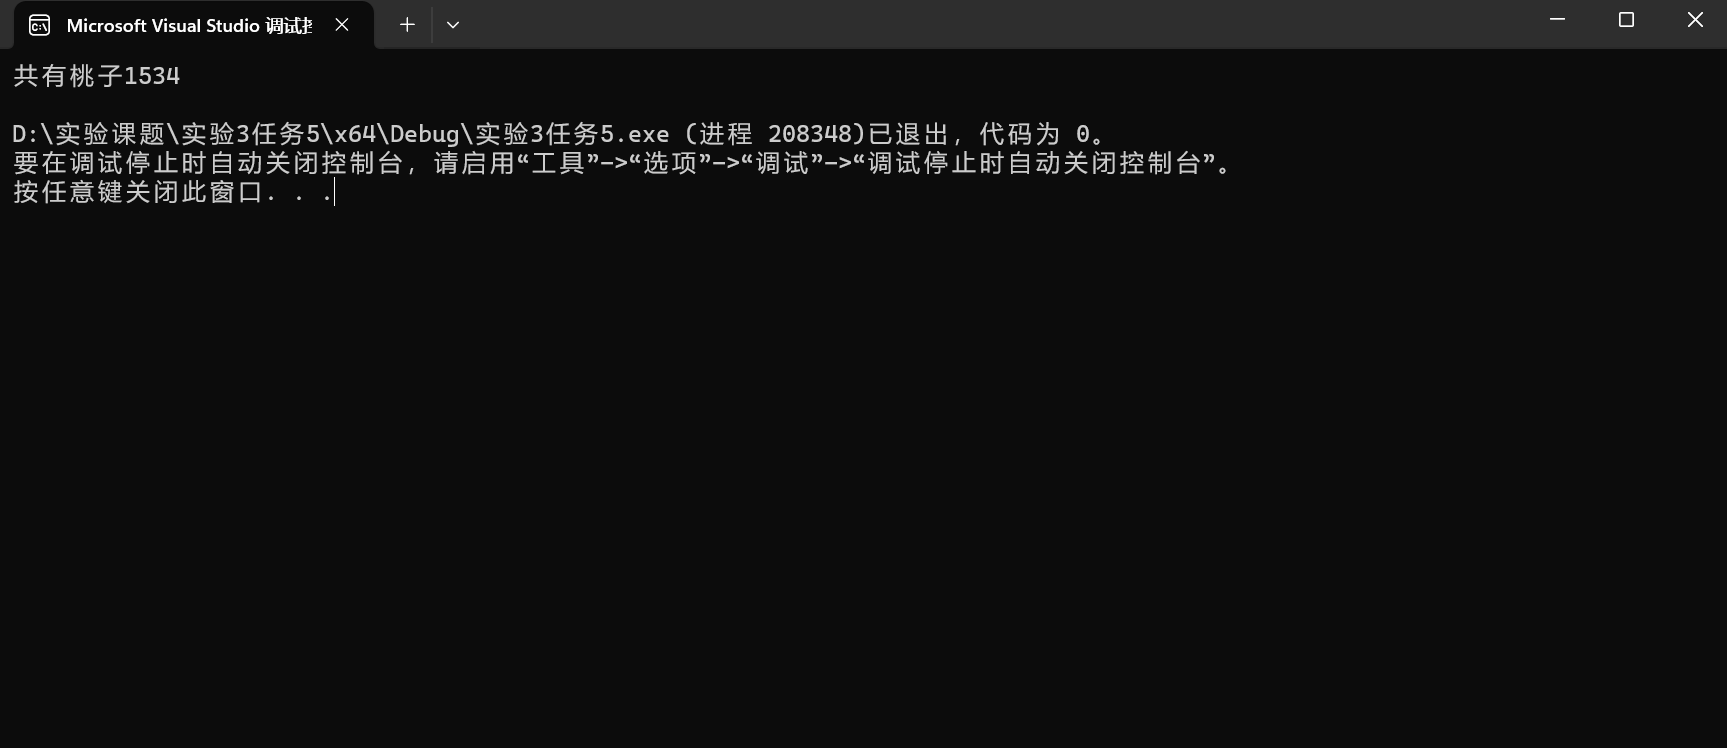 Microsoft Visual Studio 调试
共有桃子1534
D:\实验课题\实验3任务5\x64\Debug\实验3任务5.exe (进程 208348)已退出，代码为 0。
要在调试停止时自动关闭控制台，请启用“工具”->“选项”->“调试”->“调试停止时自动关闭控制台”。
按任意键关闭此窗口. . .